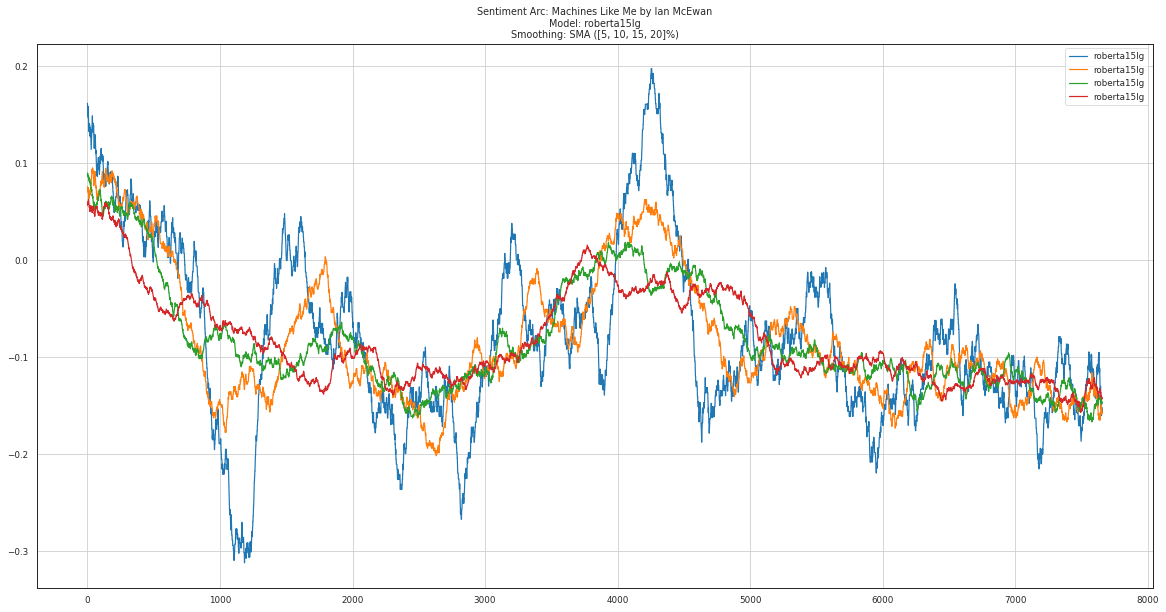 Sentiment Arc: Machines Like Me by Ian McEwan
Model: roberta15lg
Smoothing: SMA ([5, 10, 15, 20]%)
roberta15lg
roberta15lg
roberta15lg
roberta15lg
0.2
0.1
0.0
−0.1
−0.2
−0.3
0 1000 2000 3000 4000 5000 6000 7000 8000